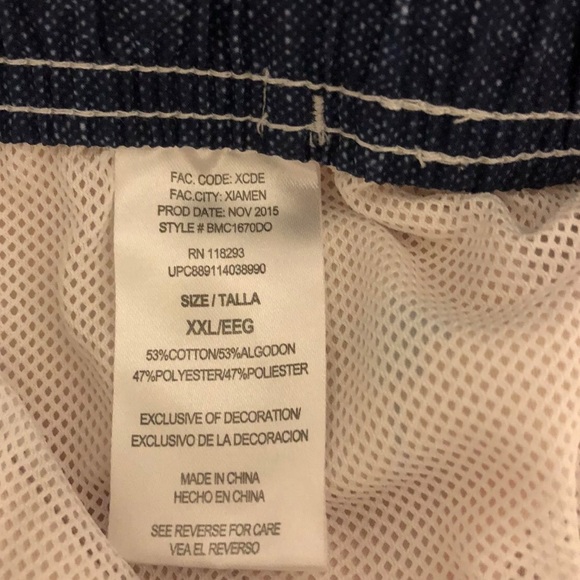 FAC. CODE: XCDE
FAC.CITY: XIAMEN
PROD DATE: NOV 2015
STYLE # BMC1670DO
RN 118293
UPC889114038990
SIZE / TALLA
XXL/EEG
53%COTTON/53%ALGODON
47%POLYESTER/47%POLIESTER
EXCLUSIVE OF DECORATION/
EXCLUSIVO DE LA DECORACION
MADE IN CHINA
HECHO EN CHINA
SEE REVERSE FOR CARE
VEA EL REVERSO